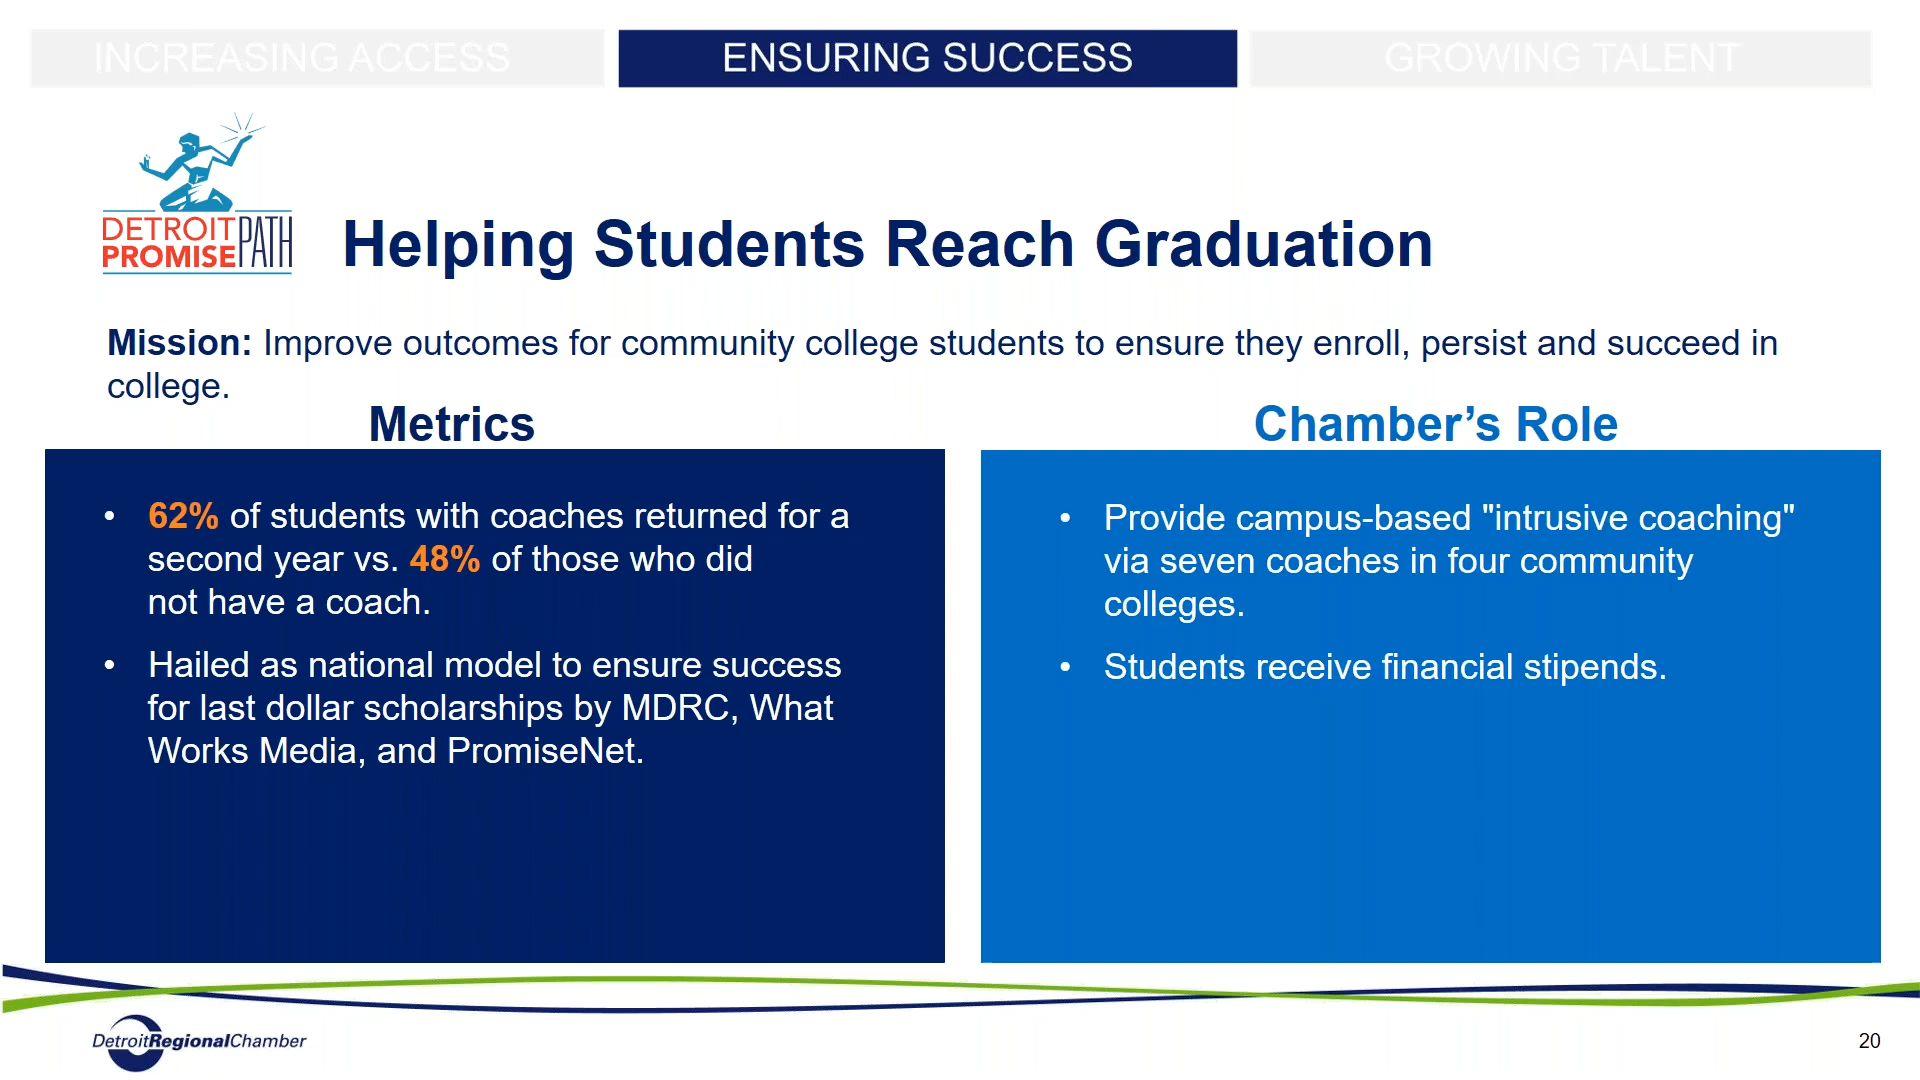 INCREASING ACCESS
ENSURING SUCCESS
GROWING TALENT
DETROIT
PROMISE
PATH
Helping Students Reach Graduation
Mission: Improve outcomes for community college students to ensure they enroll, persist and succeed in
college.
Metrics
• 62% of students with coaches returned for a
second year vs. 48% of those who did
not have a coach.
• Hailed as national model to ensure success
for last dollar scholarships by MDRC, What
Works Media, and PromiseNet.
Chamber’s Role
• Provide campus-based "intrusive coaching"
via seven coaches in four community
colleges.
• Students receive financial stipends.
DetroitRegionalChamber
20